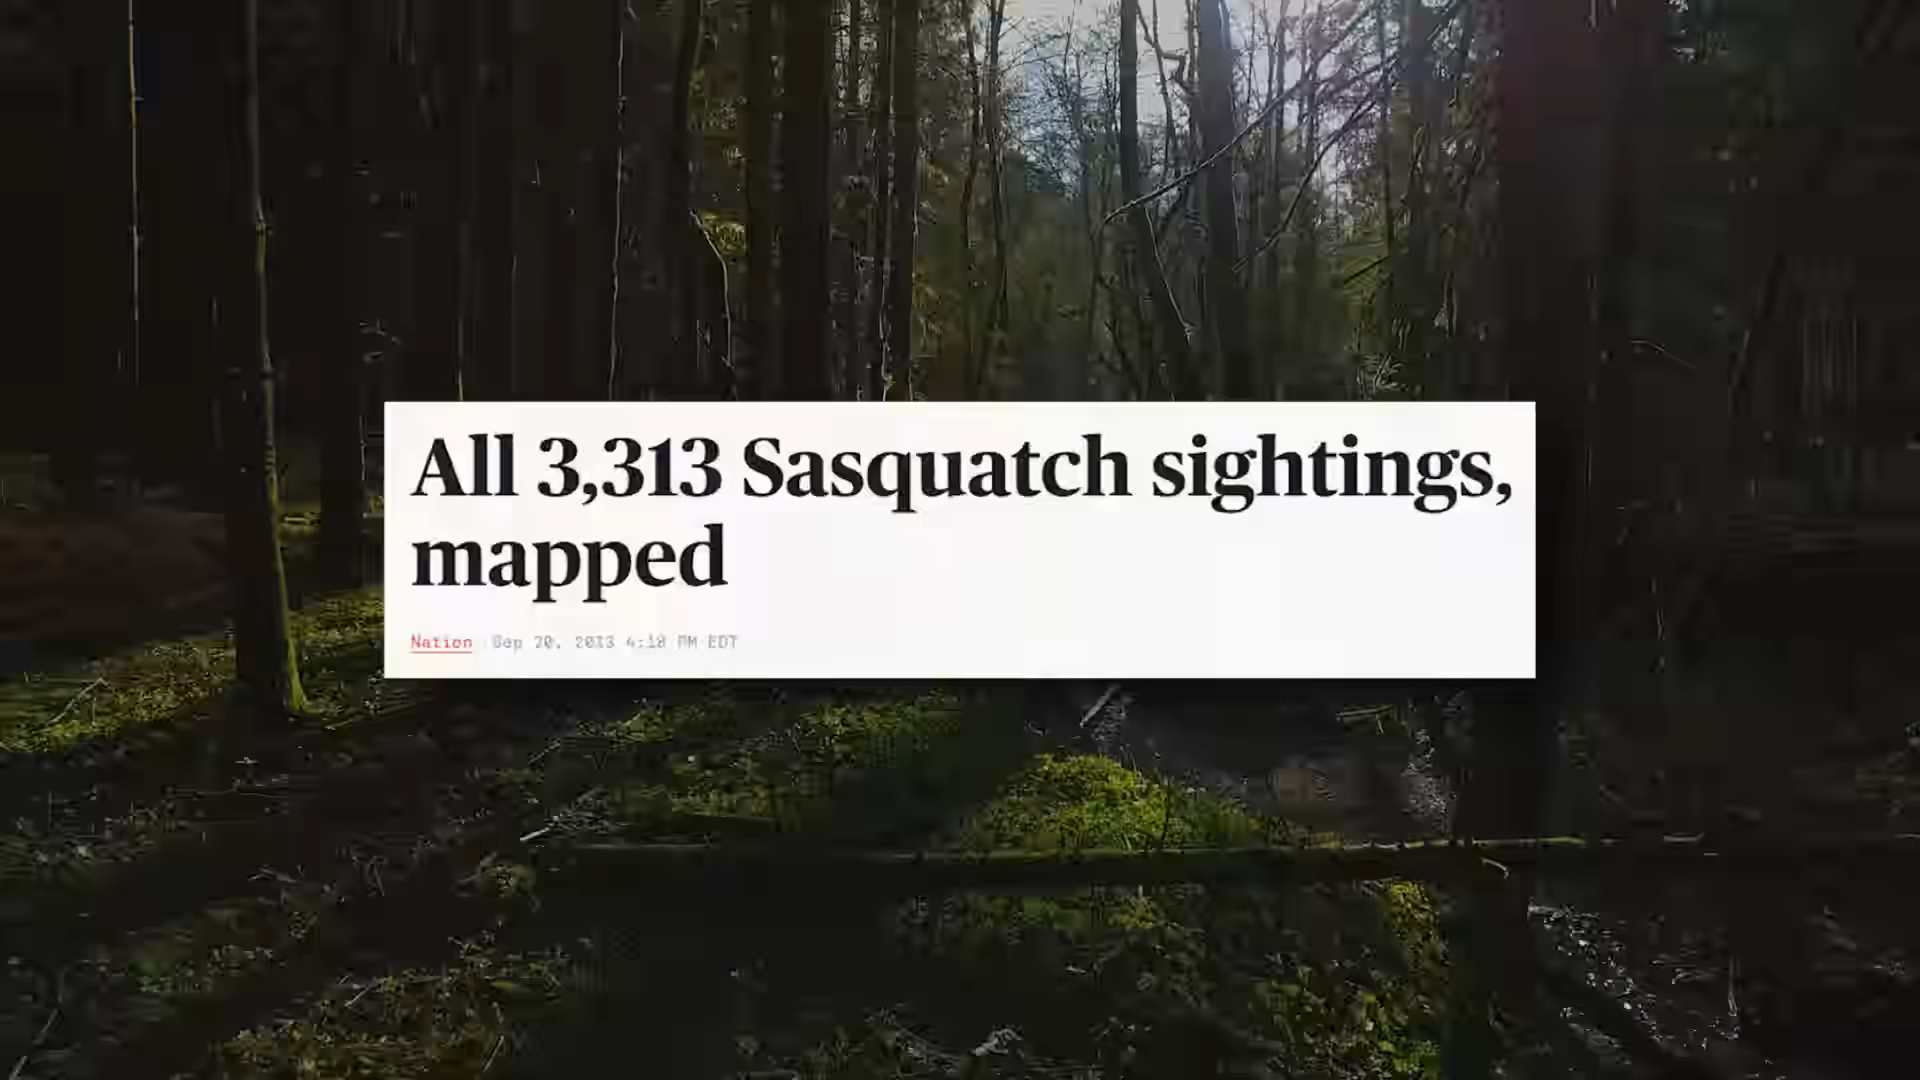 All 3,313 Sasquatch sightings,
mapped
Nation Sep 20, 2013 4:18 PM EDT